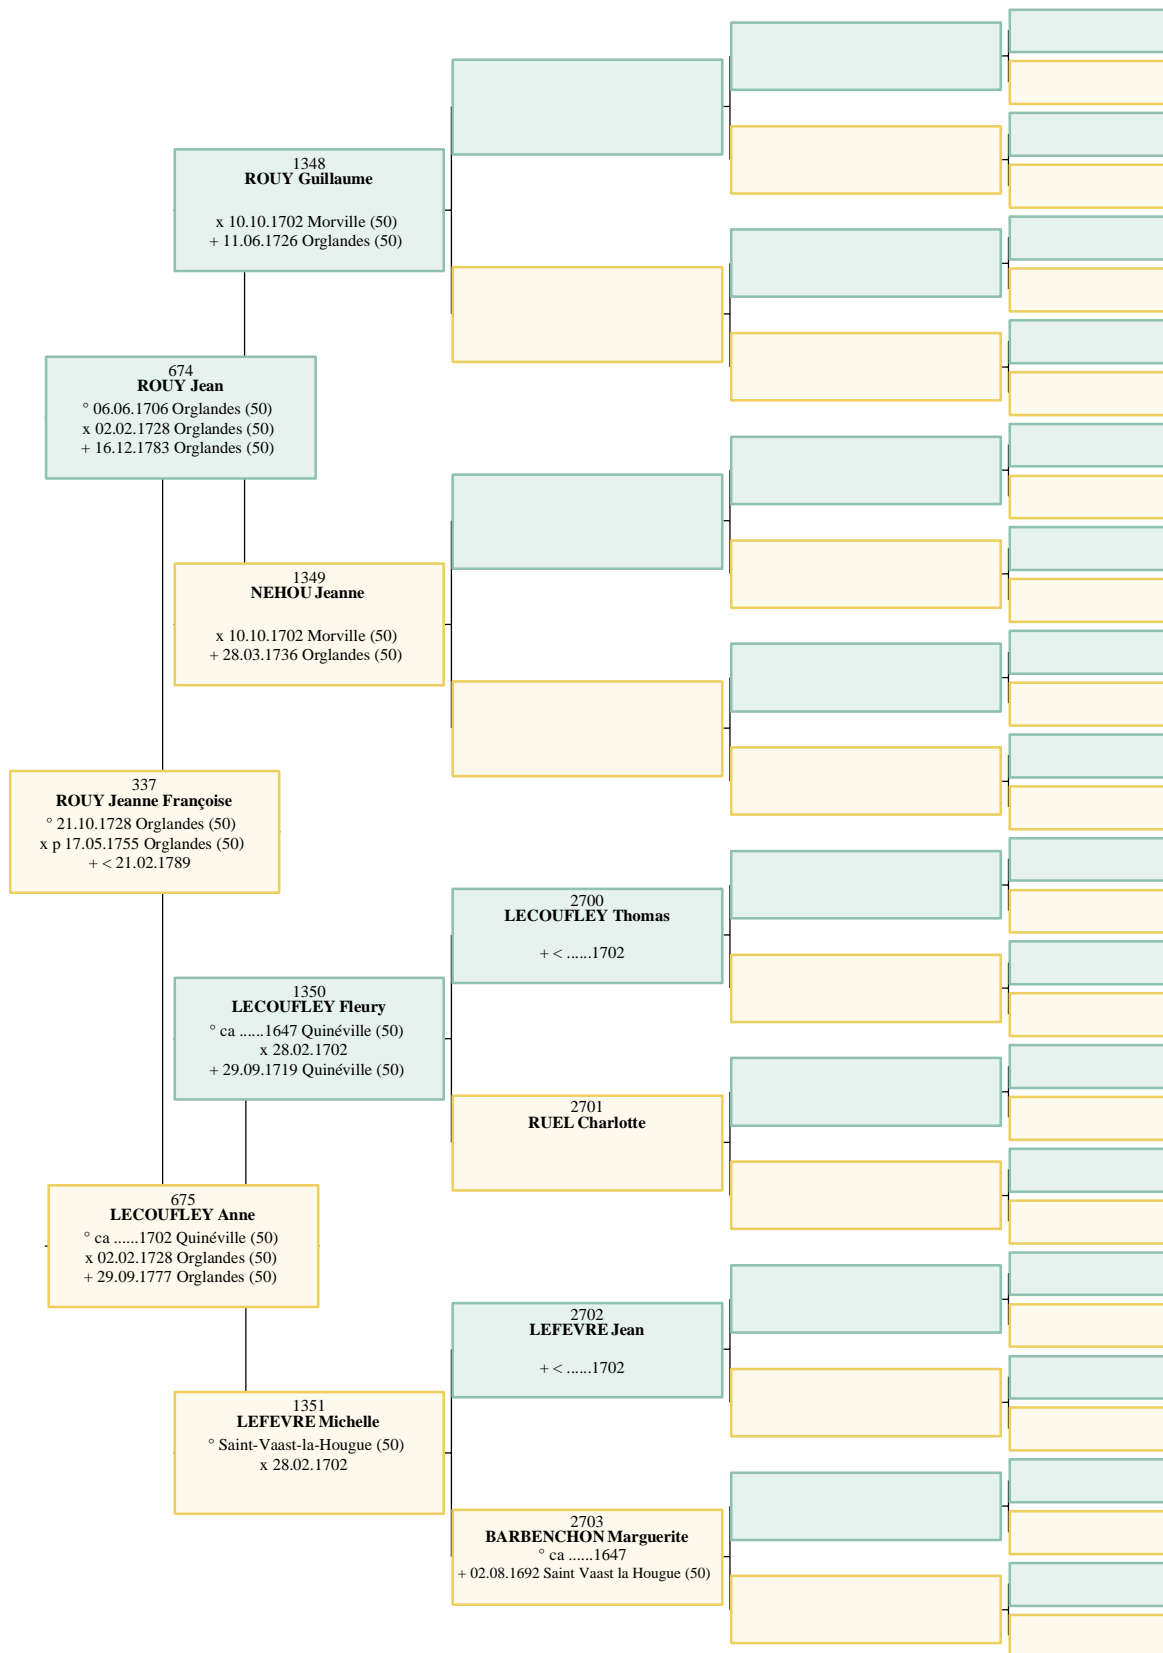 1348
ROUY Guillaume
x 10.10.1702 Morville (50)
+ 11.06.1726 Orglandes (50)
674
ROUY Jean
° 06.06.1706 Orglandes (50)
x 02.02.1728 Orglandes (50)
+ 16.12.1783 Orglandes (50)
1349
NEHOU Jeanne
x 10.10.1702 Morville (50)
+ 28.03.1736 Orglandes (50)
337
ROUY Jeanne Françoise
° 21.10.1728 Orglandes (50)
x p 17.05.1755 Orglandes (50)
+ < 21.02.1789
2700
LECOUFLEY Thomas
+ < ......1702
1350
LECOUFLEY Fleury
° ca ......1647 Quinéville (50)
x 28.02.1702
+ 29.09.1719 Quinéville (50)
2701
RUEL Charlotte
675
LECOUFLEY Anne
° ca ......1702 Quinéville (50)
x 02.02.1728 Orglandes (50)
+ 29.09.1777 Orglandes (50)
2702
LEFEVRE Jean
+ < ......1702
1351
LEFEVRE Michelle
° Saint-Vaast-la-Hougue (50)
x 28.02.1702
2703
BARBENCHON Marguerite
° ca ......1647
+ 02.08.1692 Saint Vaast la Hougue (50)